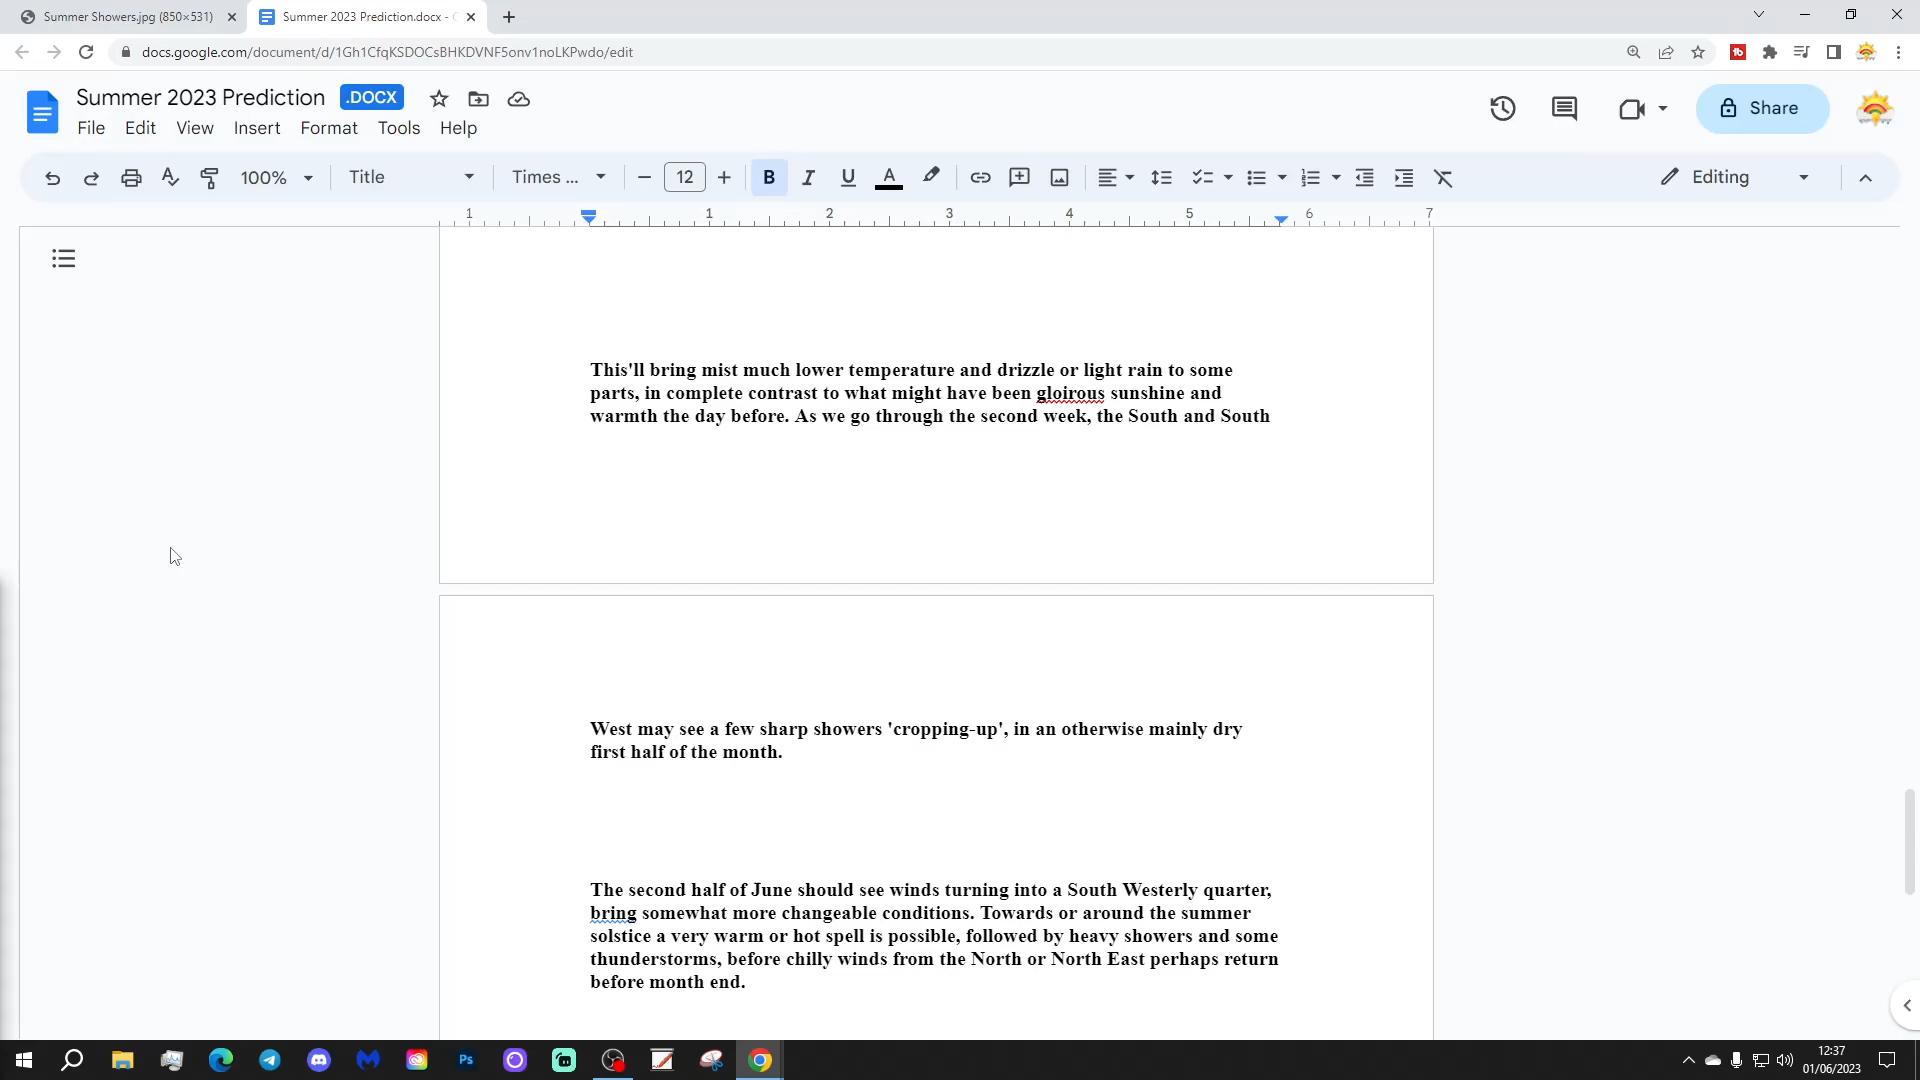 Summer Showers.jpg (850×531)
Summer 2023 Prediction.docx -
docs.google.com/document/d/1Gh1CfqKSDOCsBHKDVNF5onv1noLKPwdo/edit
Summer 2023 Prediction .DOCX
File Edit View Insert Format Tools Help
Share
100% Title Times ... 12 B I U A Editing
1 1 2 3 4 5 6 7
This'll bring mist much lower temperature and drizzle or light rain to some
parts, in complete contrast to what might have been gloirous sunshine and
warmth the day before. As we go through the second week, the South and South
West may see a few sharp showers 'cropping-up', in an otherwise mainly dry
first half of the month.
The second half of June should see winds turning into a South Westerly quarter,
bring somewhat more changeable conditions. Towards or around the summer
solstice a very warm or hot spell is possible, followed by heavy showers and some
thunderstorms, before chilly winds from the North or North East perhaps return
before month end.
Ps
12:37
01/06/2023